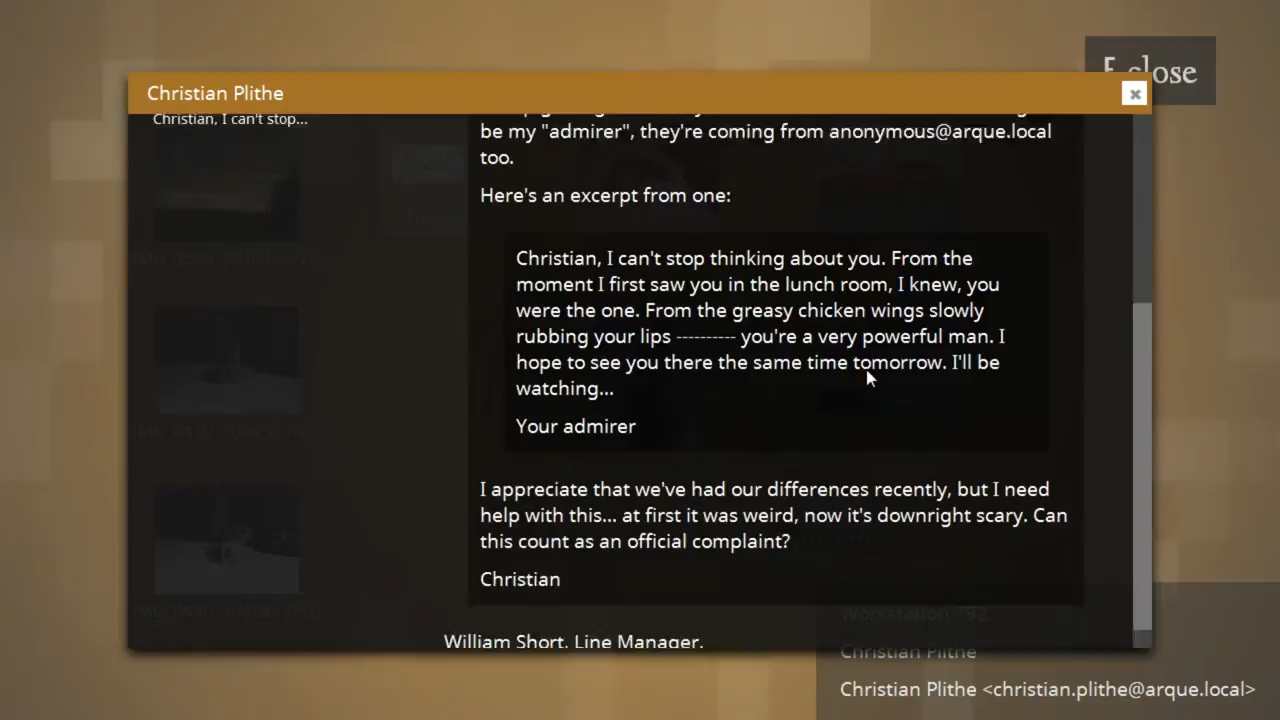 E close
Christian Plithe
Christian, I can't stop...
be my "admirer", they're coming from anonymous@arque.local
too.
Here's an excerpt from one:
Christian, I can't stop thinking about you. From the
moment I first saw you in the lunch room, I knew, you
were the one. From the greasy chicken wings slowly
rubbing your lips ---------- you're a very powerful man. I
hope to see you there the same time tomorrow. I'll be
watching...
Your admirer
I appreciate that we've had our differences recently, but I need
help with this... at first it was weird, now it's downright scary. Can
this count as an official complaint?
Christian
William Short, Line Manager.
Workstation 792
Christian Plithe
Christian Plithe <christian.plithe@arque.local>